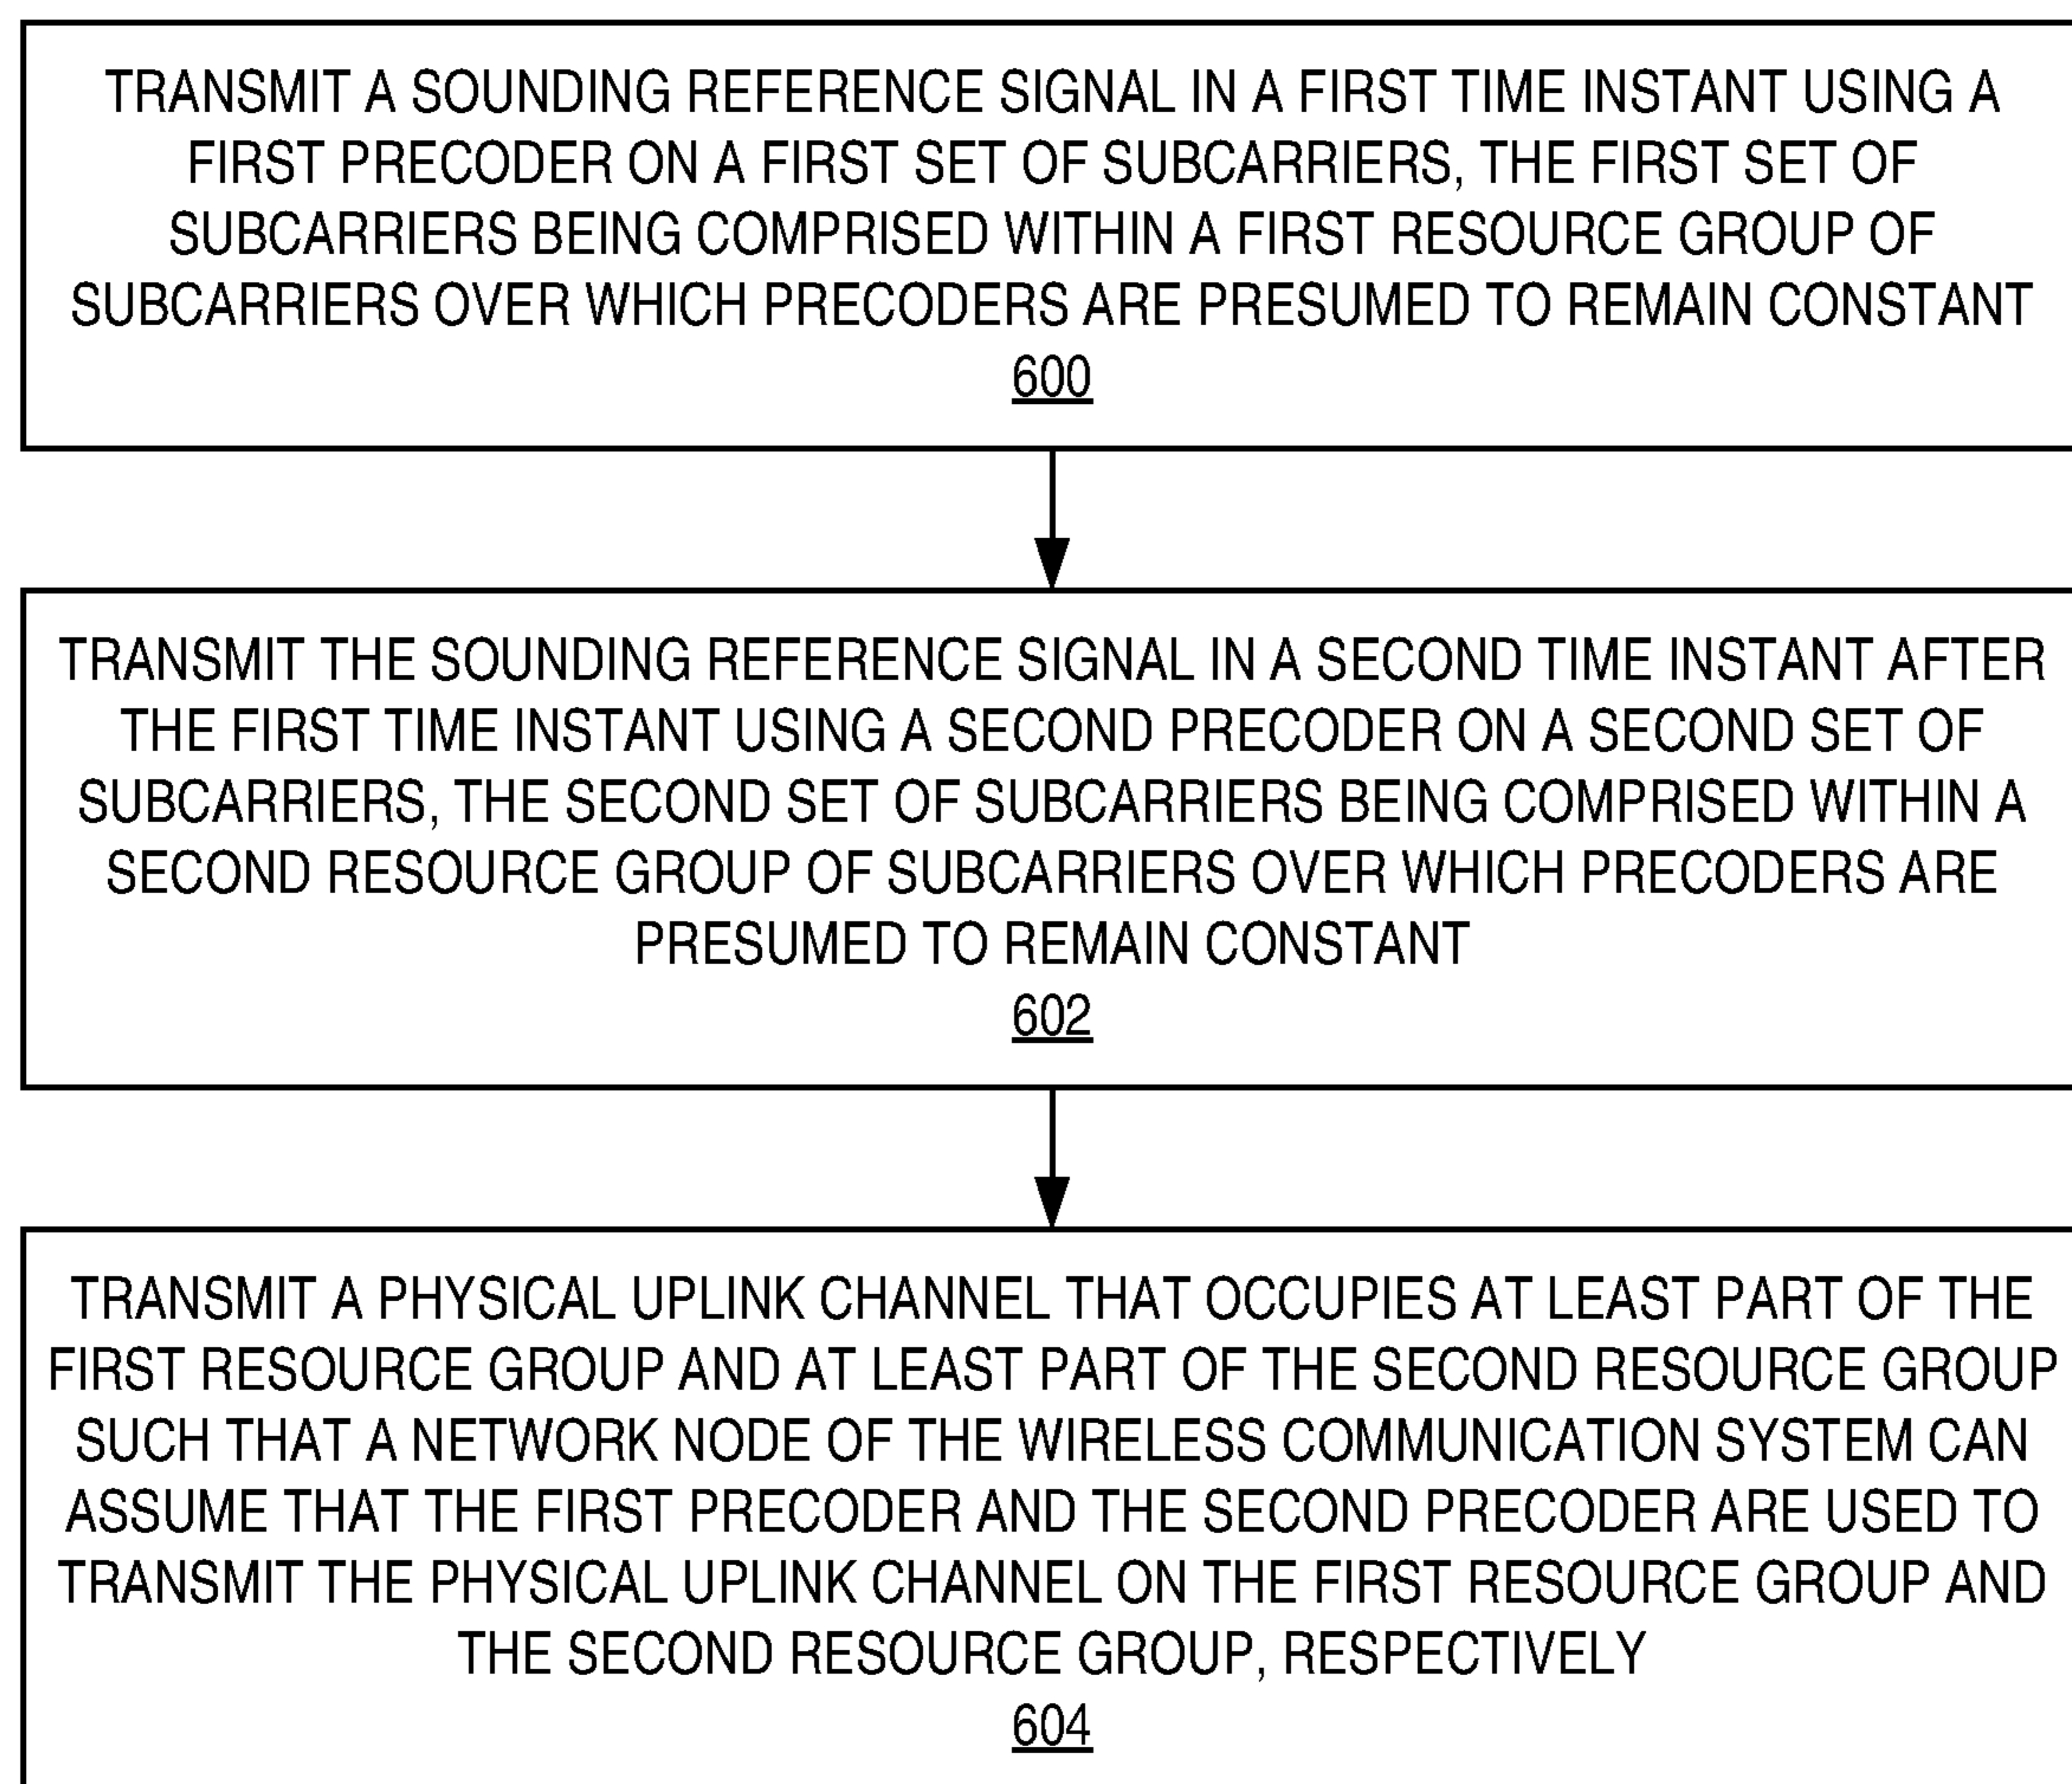 TRANSMIT A SOUNDING REFERENCE SIGNAL IN A FIRST TIME INSTANT USING A
FIRST PRECODER ON A FIRST SET OF SUBCARRIERS, THE FIRST SET OF
SUBCARRIERS BEING COMPRISED WITHIN A FIRST RESOURCE GROUP OF
SUBCARRIERS OVER WHICH PRECODERS ARE PRESUMED TO REMAIN CONSTANT
600
TRANSMIT THE SOUNDING REFERENCE SIGNAL IN A SECOND TIME INSTANT AFTER
THE FIRST TIME INSTANT USING A SECOND PRECODER ON A SECOND SET OF
SUBCARRIERS, THE SECOND SET OF SUBCARRIERS BEING COMPRISED WITHIN A
SECOND RESOURCE GROUP OF SUBCARRIERS OVER WHICH PRECODERS ARE
PRESUMED TO REMAIN CONSTANT
602
TRANSMIT A PHYSICAL UPLINK CHANNEL THAT OCCUPIES AT LEAST PART OF THE
FIRST RESOURCE GROUP AND AT LEAST PART OF THE SECOND RESOURCE GROUP
SUCH THAT A NETWORK NODE OF THE WIRELESS COMMUNICATION SYSTEM CAN
ASSUME THAT THE FIRST PRECODER AND THE SECOND PRECODER ARE USED TO
TRANSMIT THE PHYSICAL UPLINK CHANNEL ON THE FIRST RESOURCE GROUP AND
THE SECOND RESOURCE GROUP, RESPECTIVELY
604